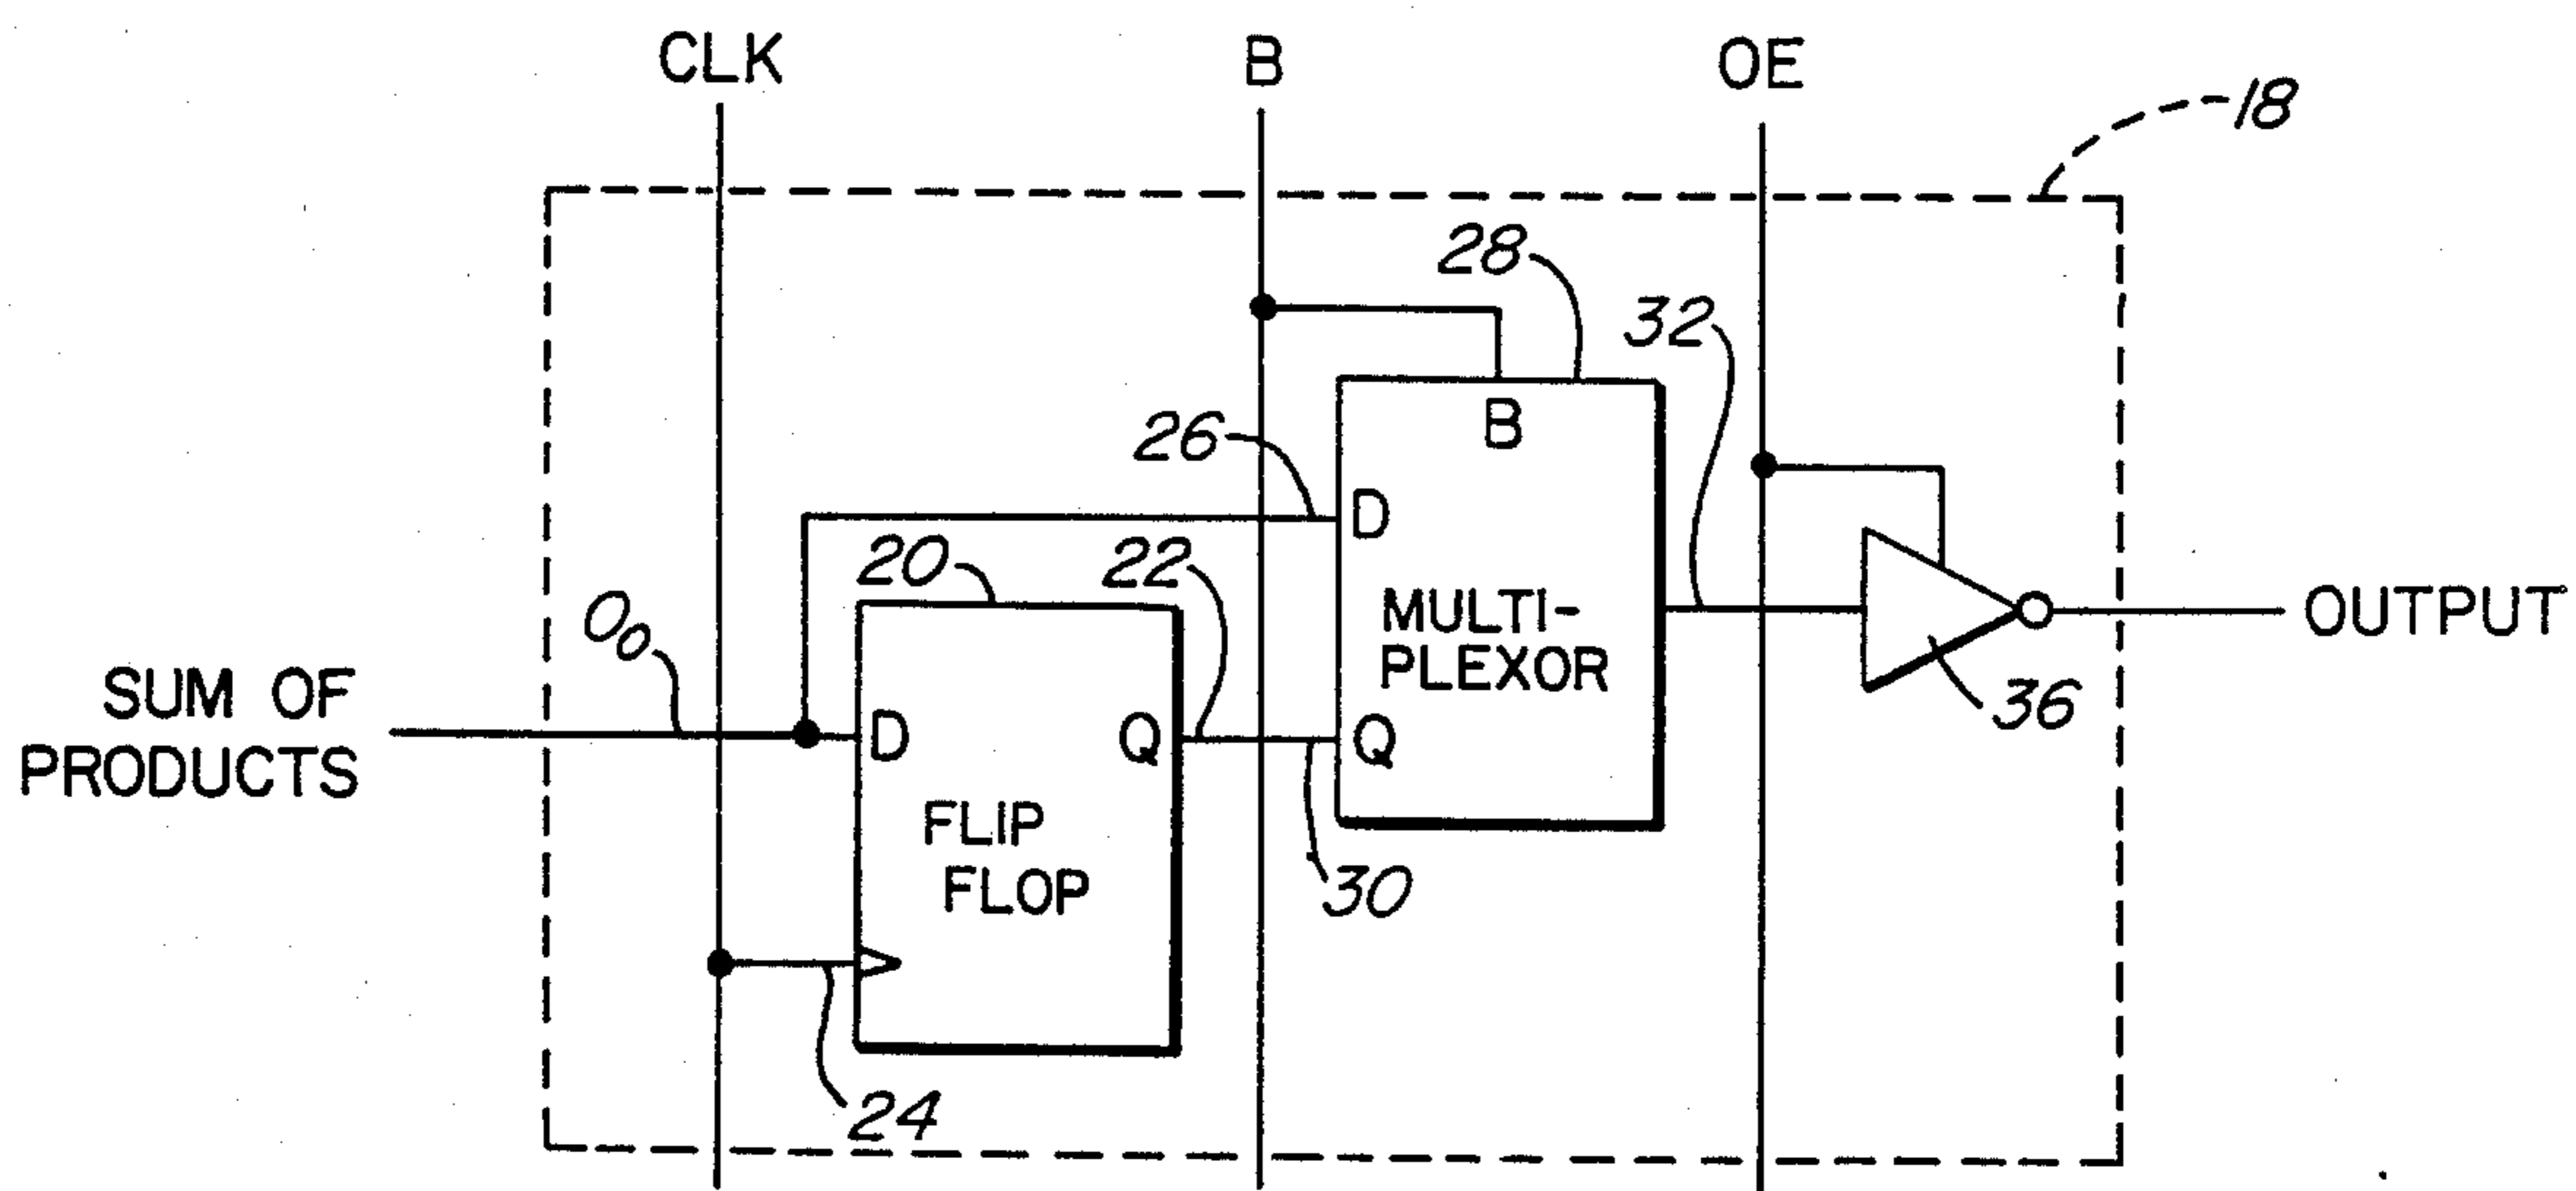 CLK
B
OE
18
28
32
B
26
D
20
22
O₀
MULTI-
PLEXOR
OUTPUT
SUM OF
PRODUCTS
D
Q
Q
36
FLIP
FLOP
30
24